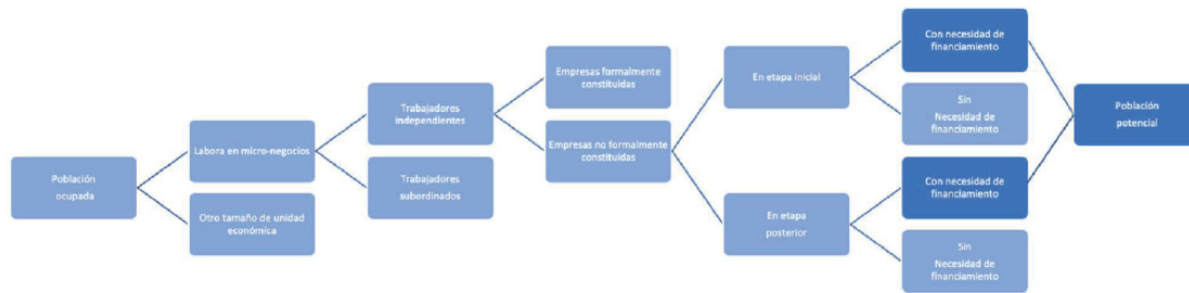 Población
ocupada
Labora en micro-negocios
Otro tamaño de unidad
económica
Trabajadores
independientes
Trabajadores
subordinados
Empresas formalmente
constituidas
Empresas no formalmente
constituidas
En etapa inicial
En etapa
posterior
Con necesidad de
financiamiento
Sin
Necesidad de
financiamiento
Con necesidad de
financiamiento
Sin
Necesidad de
financiamiento
Población
potencial